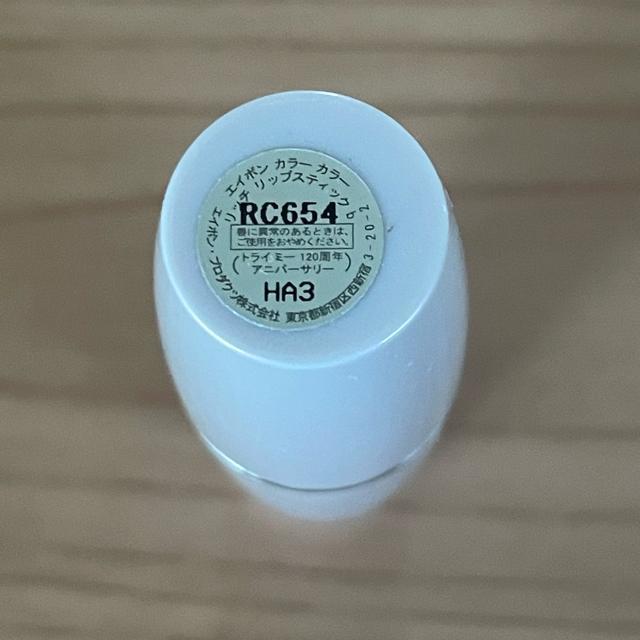 エイボン カラー カラー
リッチ リップスティック b
RC654
唇に異常のあるときは、
ご使用をおやめください。
(トライミー 120周年
アニバーサリー)
HA3
エイボン プロダクツ株式会社 東京都新宿区西新宿3-20-2